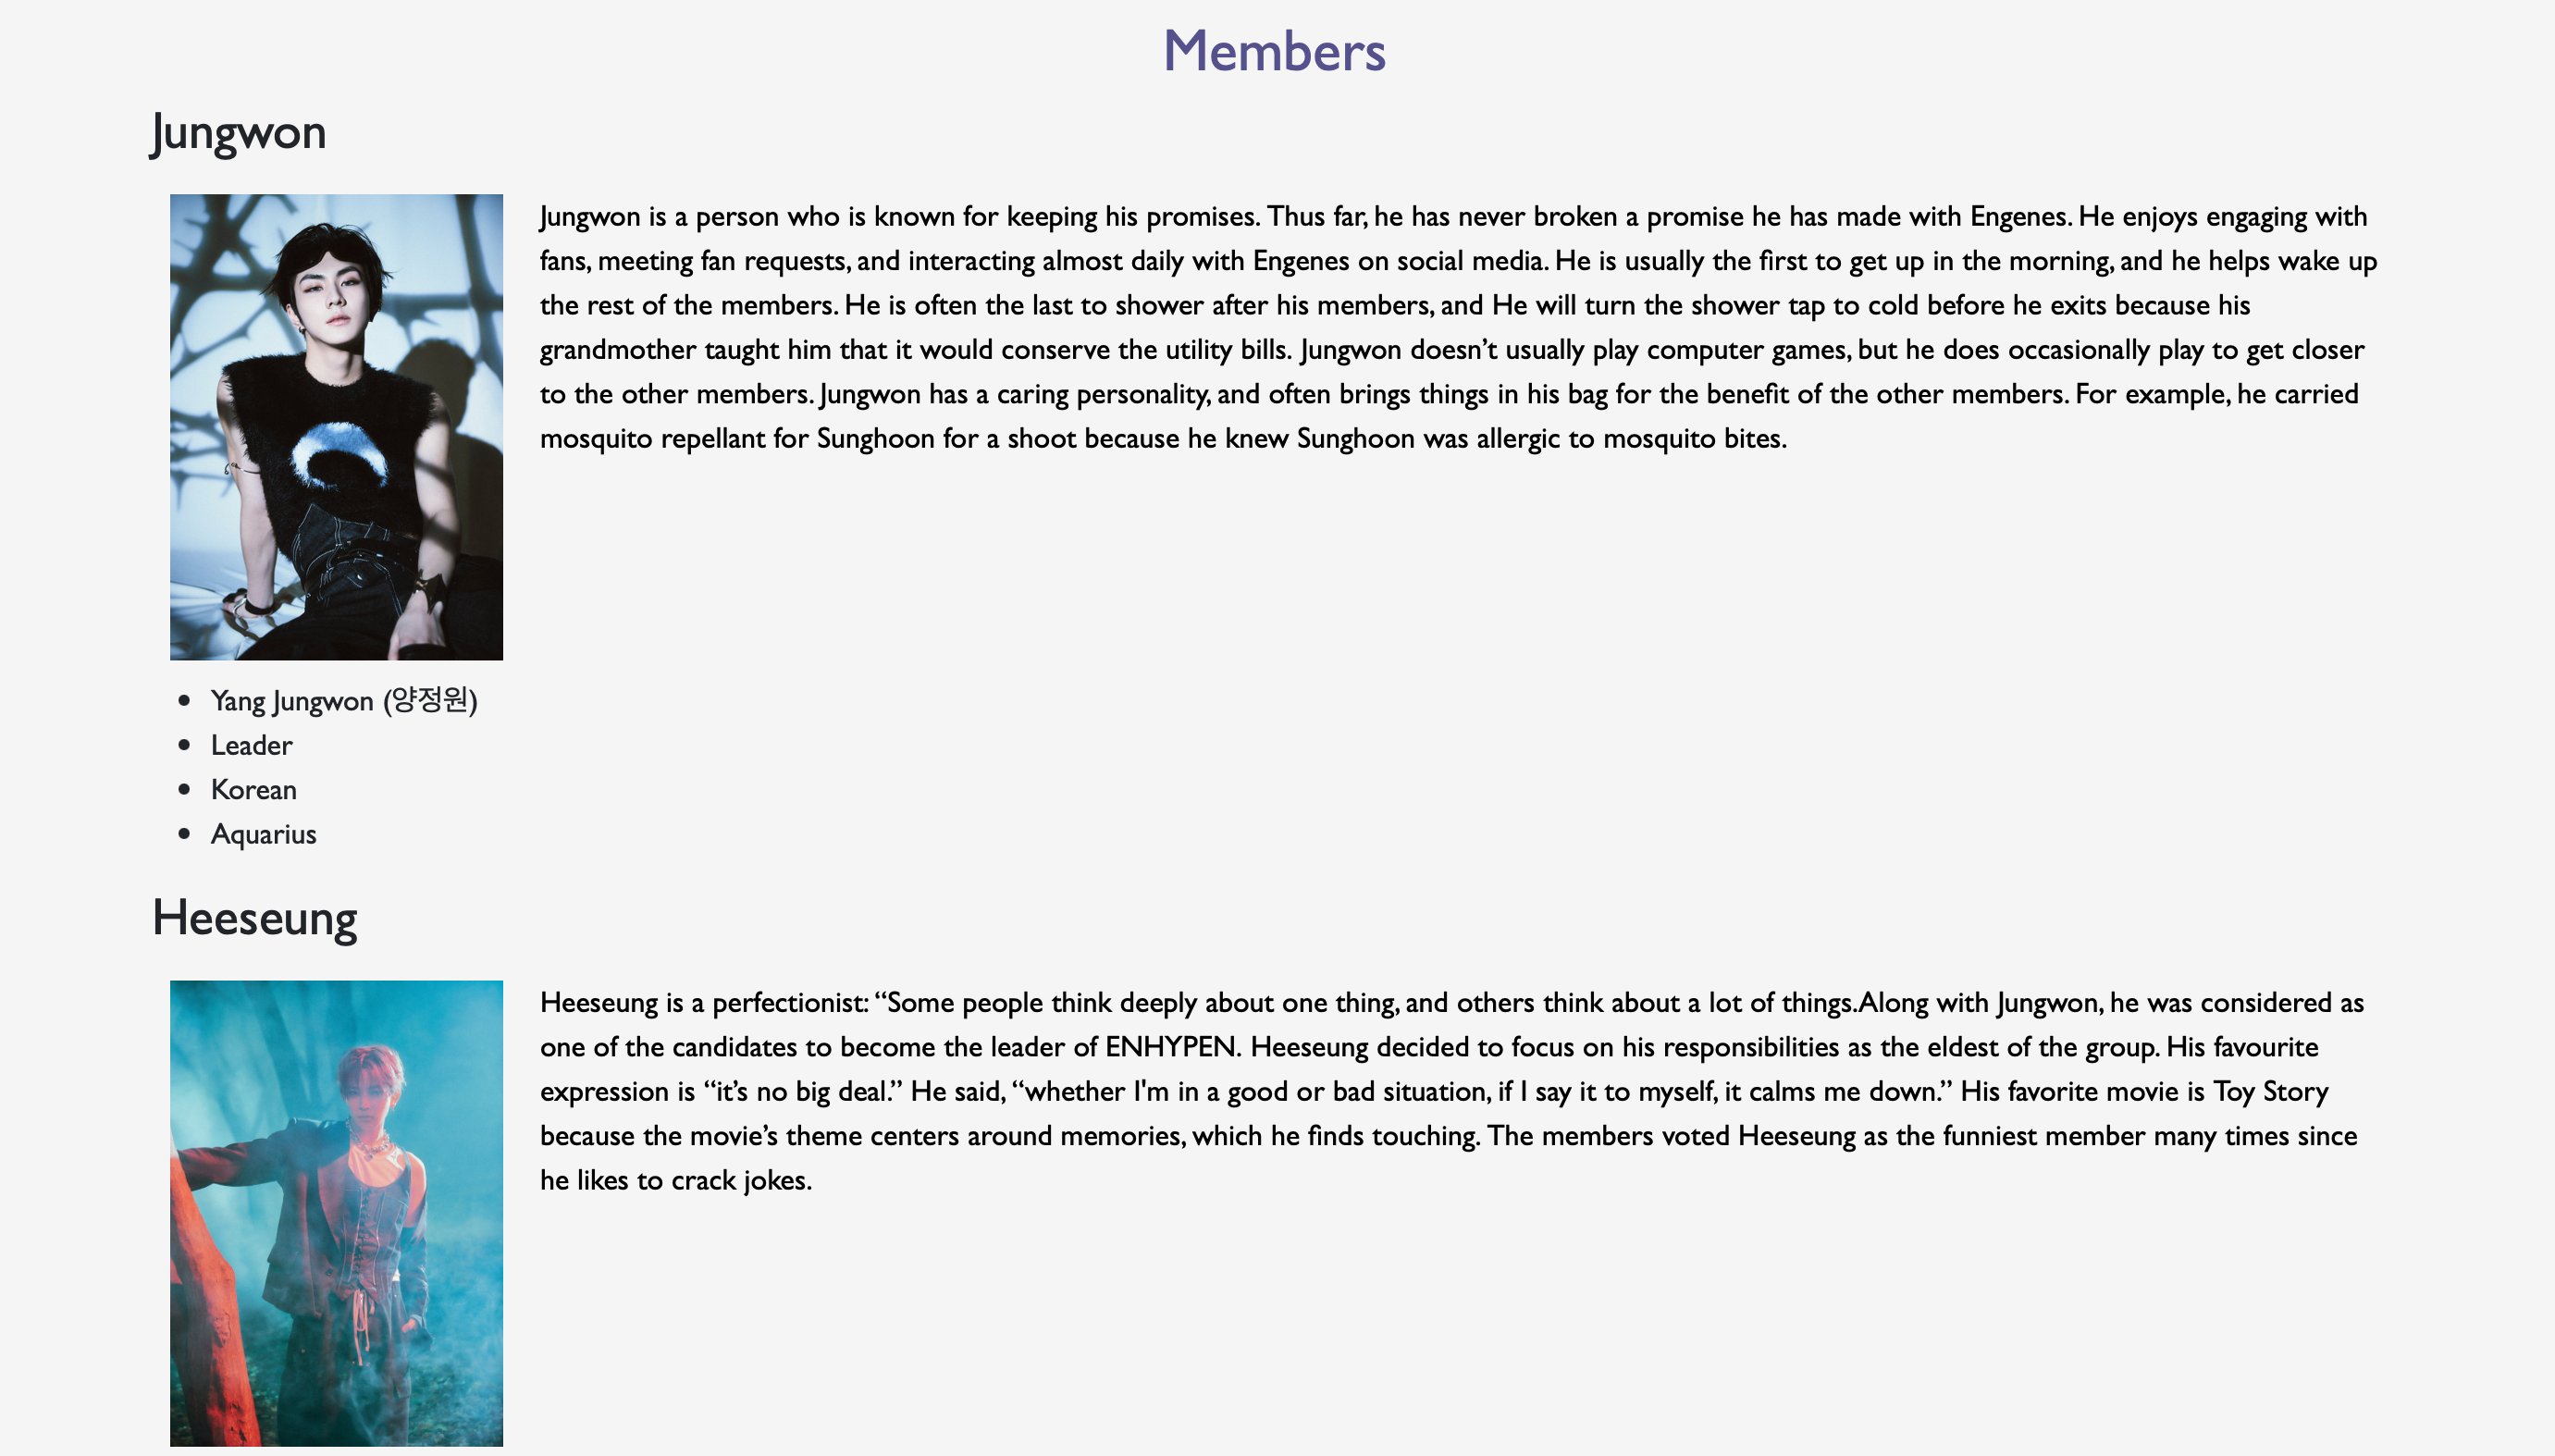 Members
Jungwon
Jungwon is a person who is known for keeping his promises. Thus far, he has never broken a promise he has made with Engenes. He enjoys engaging with
fans, meeting fan requests, and interacting almost daily with Engenes on social media. He is usually the first to get up in the morning, and he helps wake up
the rest of the members. He is often the last to shower after his members, and He will turn the shower tap to cold before he exits because his
grandmother taught him that it would conserve the utility bills. Jungwon doesn’t usually play computer games, but he does occasionally play to get closer
to the other members. Jungwon has a caring personality, and often brings things in his bag for the benefit of the other members. For example, he carried
mosquito repellant for Sunghoon for a shoot because he knew Sunghoon was allergic to mosquito bites.
• Yang Jungwon (양정원)
• Leader
• Korean
• Aquarius
Heeseung
Heeseung is a perfectionist: “Some people think deeply about one thing, and others think about a lot of things.Along with Jungwon, he was considered as
one of the candidates to become the leader of ENHYPEN. Heeseung decided to focus on his responsibilities as the eldest of the group. His favourite
expression is “it’s no big deal.” He said, “whether I'm in a good or bad situation, if I say it to myself, it calms me down.” His favorite movie is Toy Story
because the movie’s theme centers around memories, which he finds touching. The members voted Heeseung as the funniest member many times since
he likes to crack jokes.